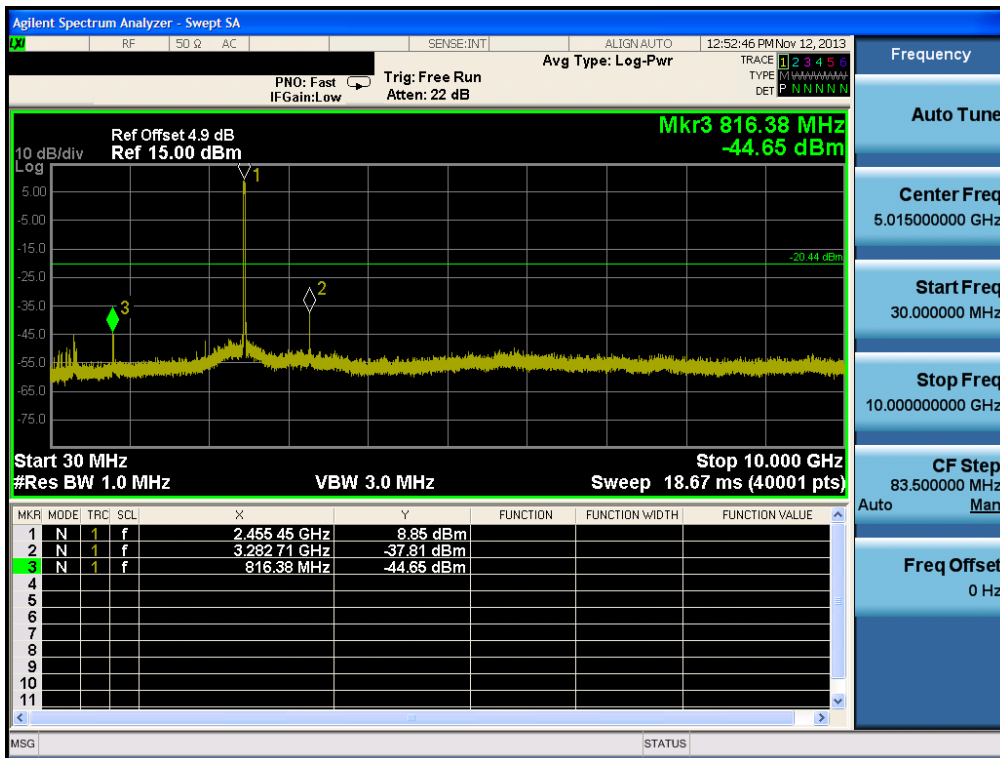 Agilent Spectrum Analyzer - Swept SA
LXI RF 50 Ω AC SENSE:INT ALIGN AUTO 12:52:46 PM Nov 12, 2013
Frequency
PNO: Fast
IFGain:Low
Trig: Free Run
Atten: 22 dB
Avg Type: Log-Pwr
TRACE 1 2 3 4 5 6
TYPE M
DET P N N N N N
Auto Tune
Mkr3 816.38 MHz
-44.65 dBm
Ref Offset 4.9 dB
10 dB/div Ref 15.00 dBm
Log
1
5.00
-5.00
-15.0
-20.44 dBm
-25.0
2
-35.0
3
-45.0
-55.0
-65.0
-75.0
Center Freq
5.015000000 GHz
Start Freq
30.000000 MHz
Stop Freq
10.000000000 GHz
Start 30 MHz Stop 10.000 GHz
#Res BW 1.0 MHz VBW 3.0 MHz Sweep 18.67 ms (40001 pts)
CF Step
83.500000 MHz
Auto Man
Freq Offset
0 Hz
MKR MODE TRC SCL X Y FUNCTION FUNCTION WIDTH FUNCTION VALUE
1 N 1 f 2.455 45 GHz 8.85 dBm
2 N 1 f 3.282 71 GHz -37.81 dBm
3 N 1 f 816.38 MHz -44.65 dBm
4
5
6
7
8
9
10
11
MSG STATUS